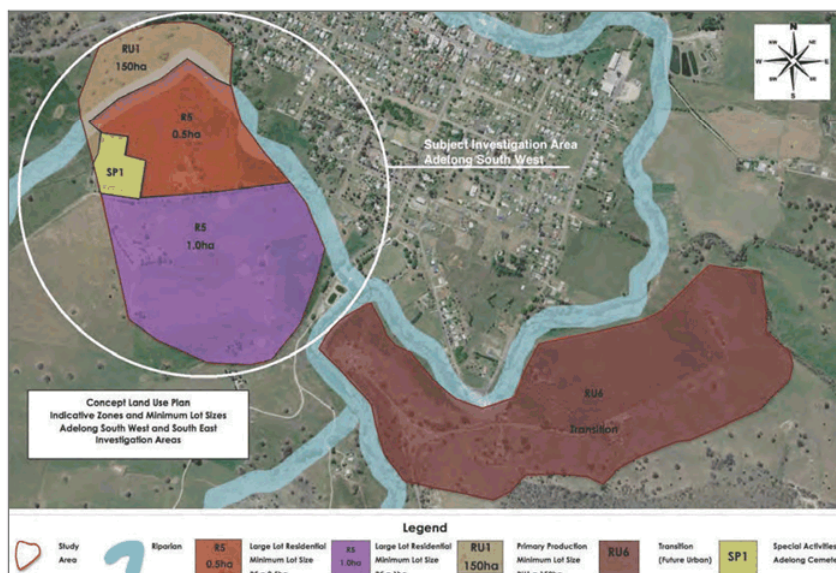 N
W
E
S
RU1
150ha
R5
0.5ha
SP1
R5
1.0ha
Subject Investigation Area
Adelong South West
RU6
Transition
Concept Land Use Plan
Indicative Zones and Minimum Lot Sizes
Adelong South West and South East
Investigation Areas
Legend
Study
Area
Riparian
R5
0.5ha
Large Lot Residential
Minimum Lot Size
R5
1.0ha
Large Lot Residential
Minimum Lot Size
RU1
150ha
Primary Production
Minimum Lot Size
RU6
Transition
(Future Urban)
SP1
Special Activities